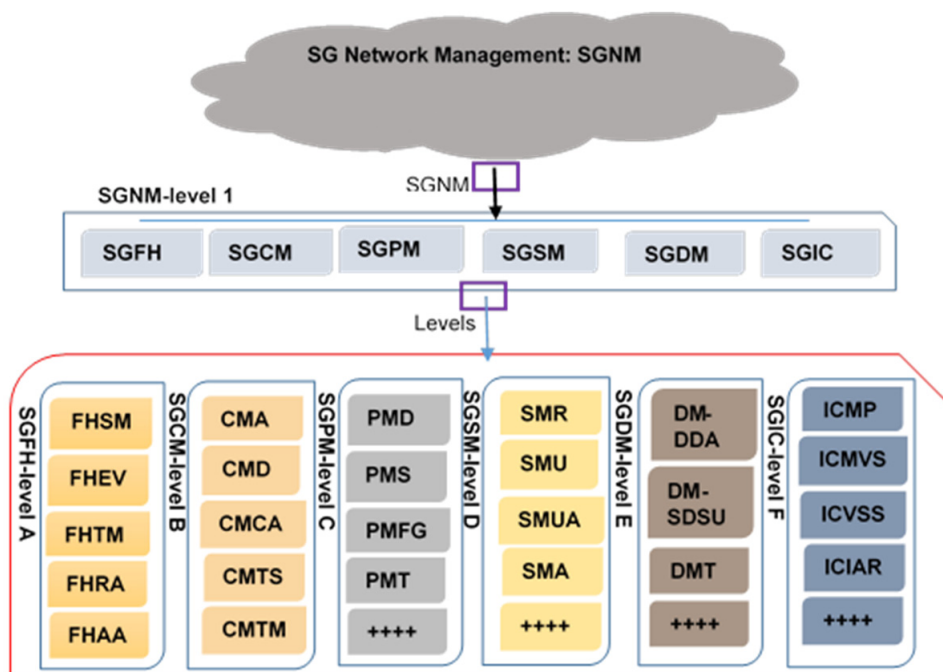 SG Network Management: SGNM
SGNM
SGNM-level 1
SGFH
SGCM
SGPM
SGSM
SGDM
SGIC
Levels
SGFH-level A
FHSM
FHEV
FHTM
FHRA
FHAA
SGCM-level B
CMA
CMD
CMCA
CMTS
CMTM
SGPM-level C
PMD
PMS
PMFG
PMT
++++
SGSM-level D
SMR
SMU
SMUA
SMA
++++
SGDM-level E
DM-
DDA
DM-
SDSU
DMT
++++
SGIC-level F
ICMP
ICMVS
ICVSS
ICIAR
++++